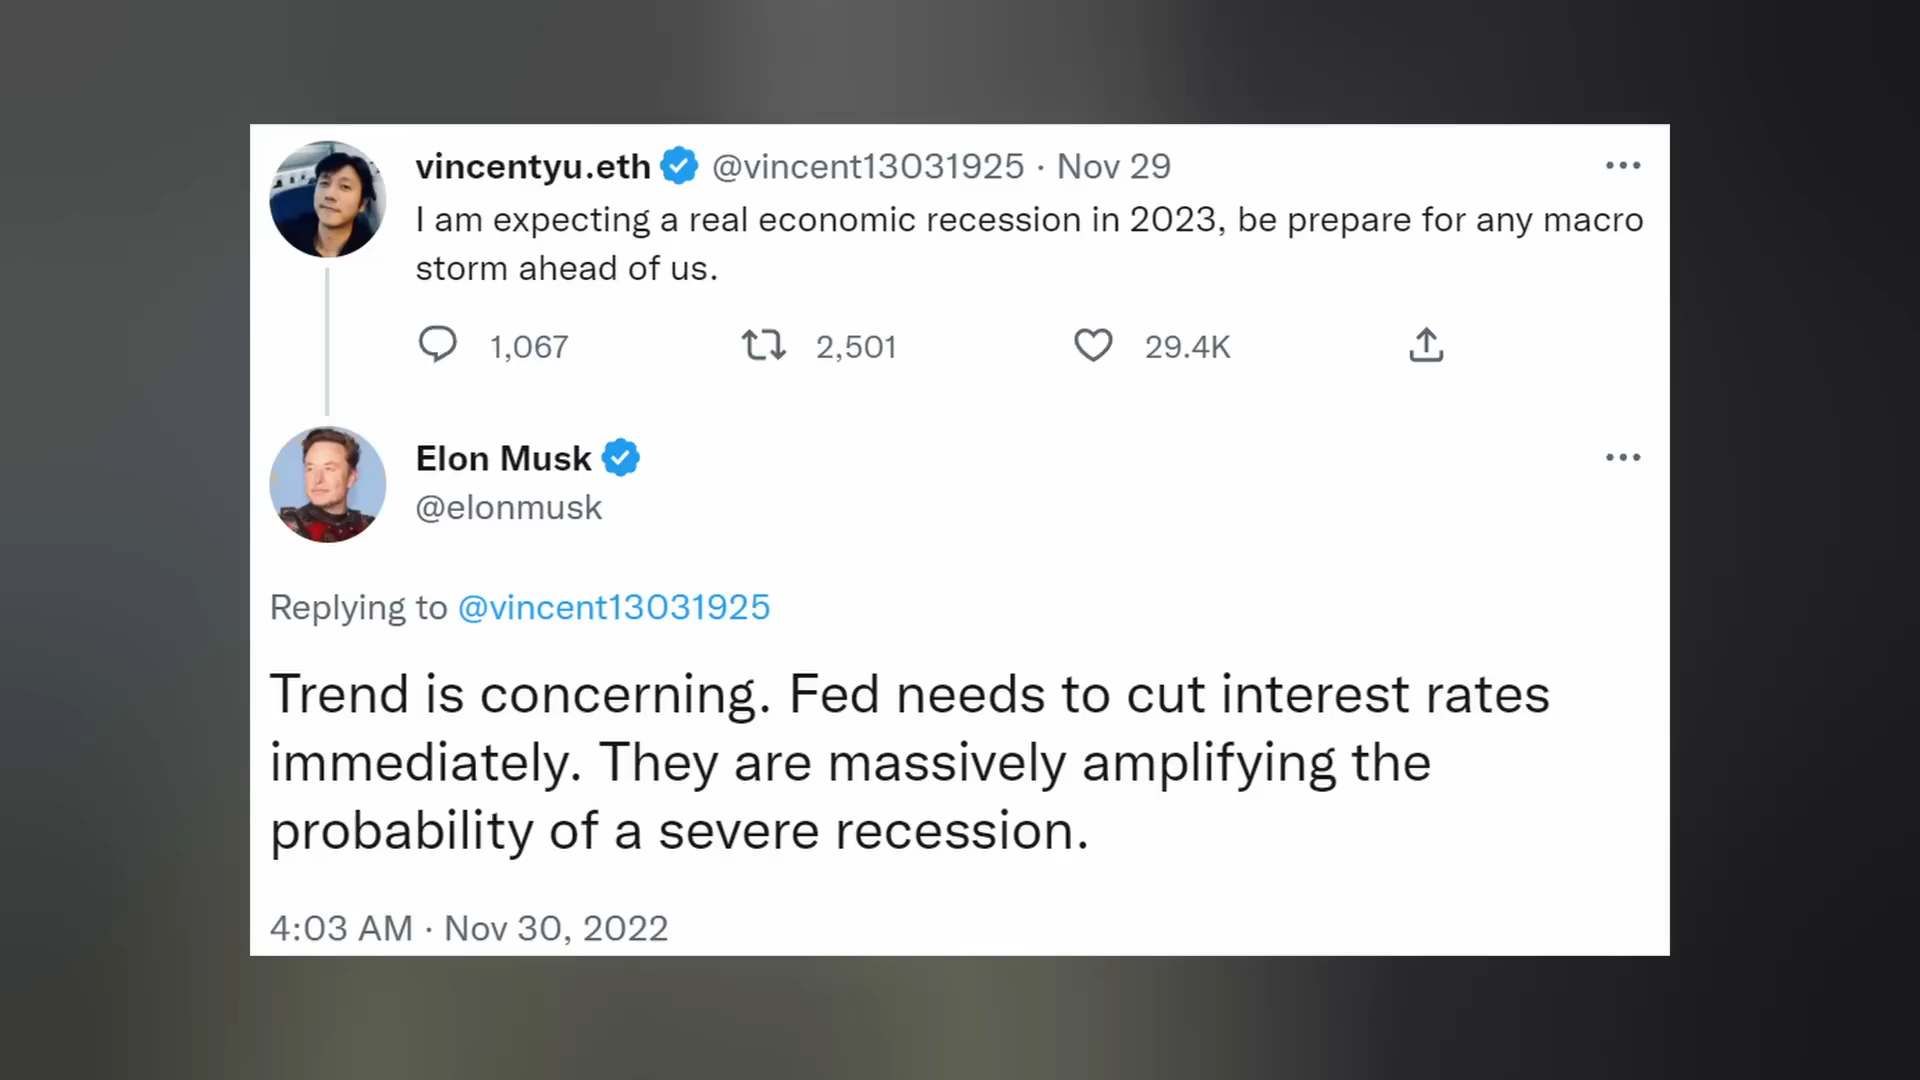 vincentyu.eth @vincent13031925 · Nov 29
I am expecting a real economic recession in 2023, be prepare for any macro
storm ahead of us.
1,067 2,501 29.4K
Elon Musk
@elonmusk
Replying to @vincent13031925
Trend is concerning. Fed needs to cut interest rates
immediately. They are massively amplifying the
probability of a severe recession.
4:03 AM · Nov 30, 2022